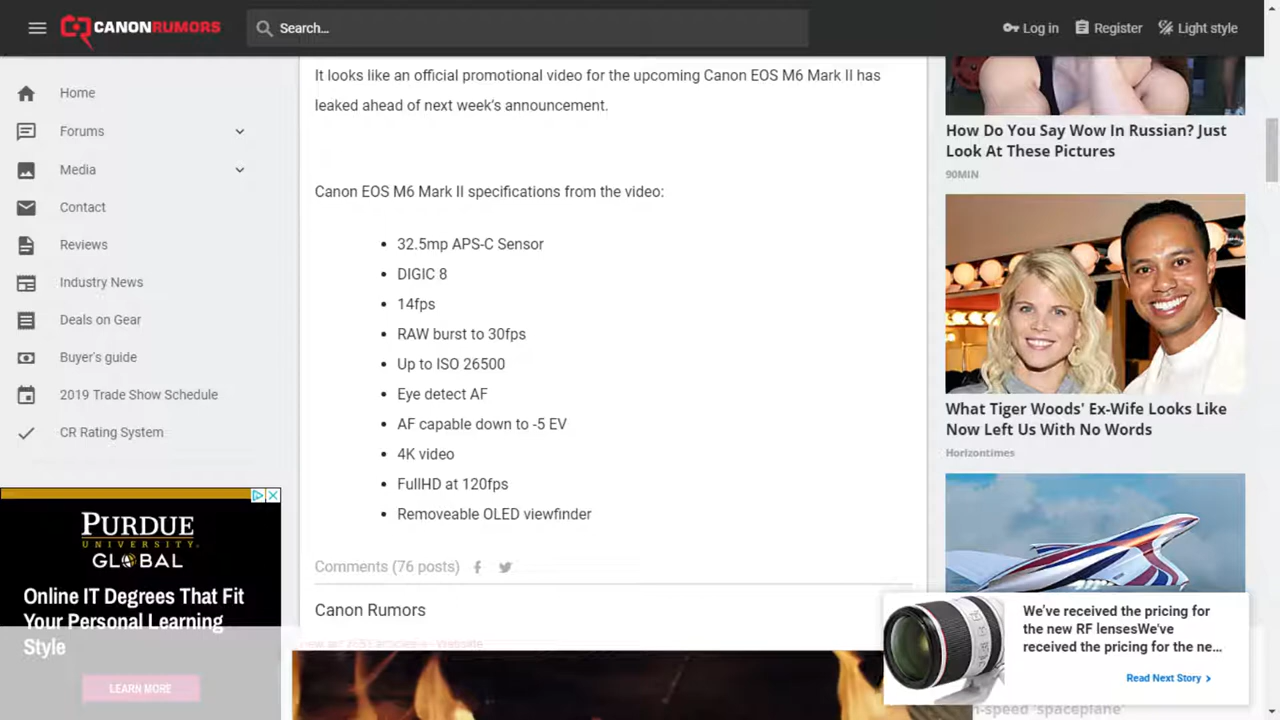 CANONRUMORS
Search...
Log in
Register
Light style
Home
Forums
Media
Contact
Reviews
Industry News
Deals on Gear
Buyer's guide
2019 Trade Show Schedule
CR Rating System
PURDUE
UNIVERSITY
GLOBAL
Online IT Degrees That Fit
Your Personal Learning
Style
LEARN MORE
It looks like an official promotional video for the upcoming Canon EOS M6 Mark II has
leaked ahead of next week's announcement.
Canon EOS M6 Mark II specifications from the video:
32.5mp APS-C Sensor
DIGIC 8
14fps
RAW burst to 30fps
Up to ISO 26500
Eye detect AF
AF capable down to -5 EV
4K video
FullHD at 120fps
Removeable OLED viewfinder
Comments (76 posts)
Canon Rumors
How Do You Say Wow In Russian? Just
Look At These Pictures
90MIN
What Tiger Woods' Ex-Wife Looks Like
Now Left Us With No Words
Horizontimes
We've received the pricing for
the new RF lensesWe've
received the pricing for the ne...
Read Next Story
-speed 'spaceplane'